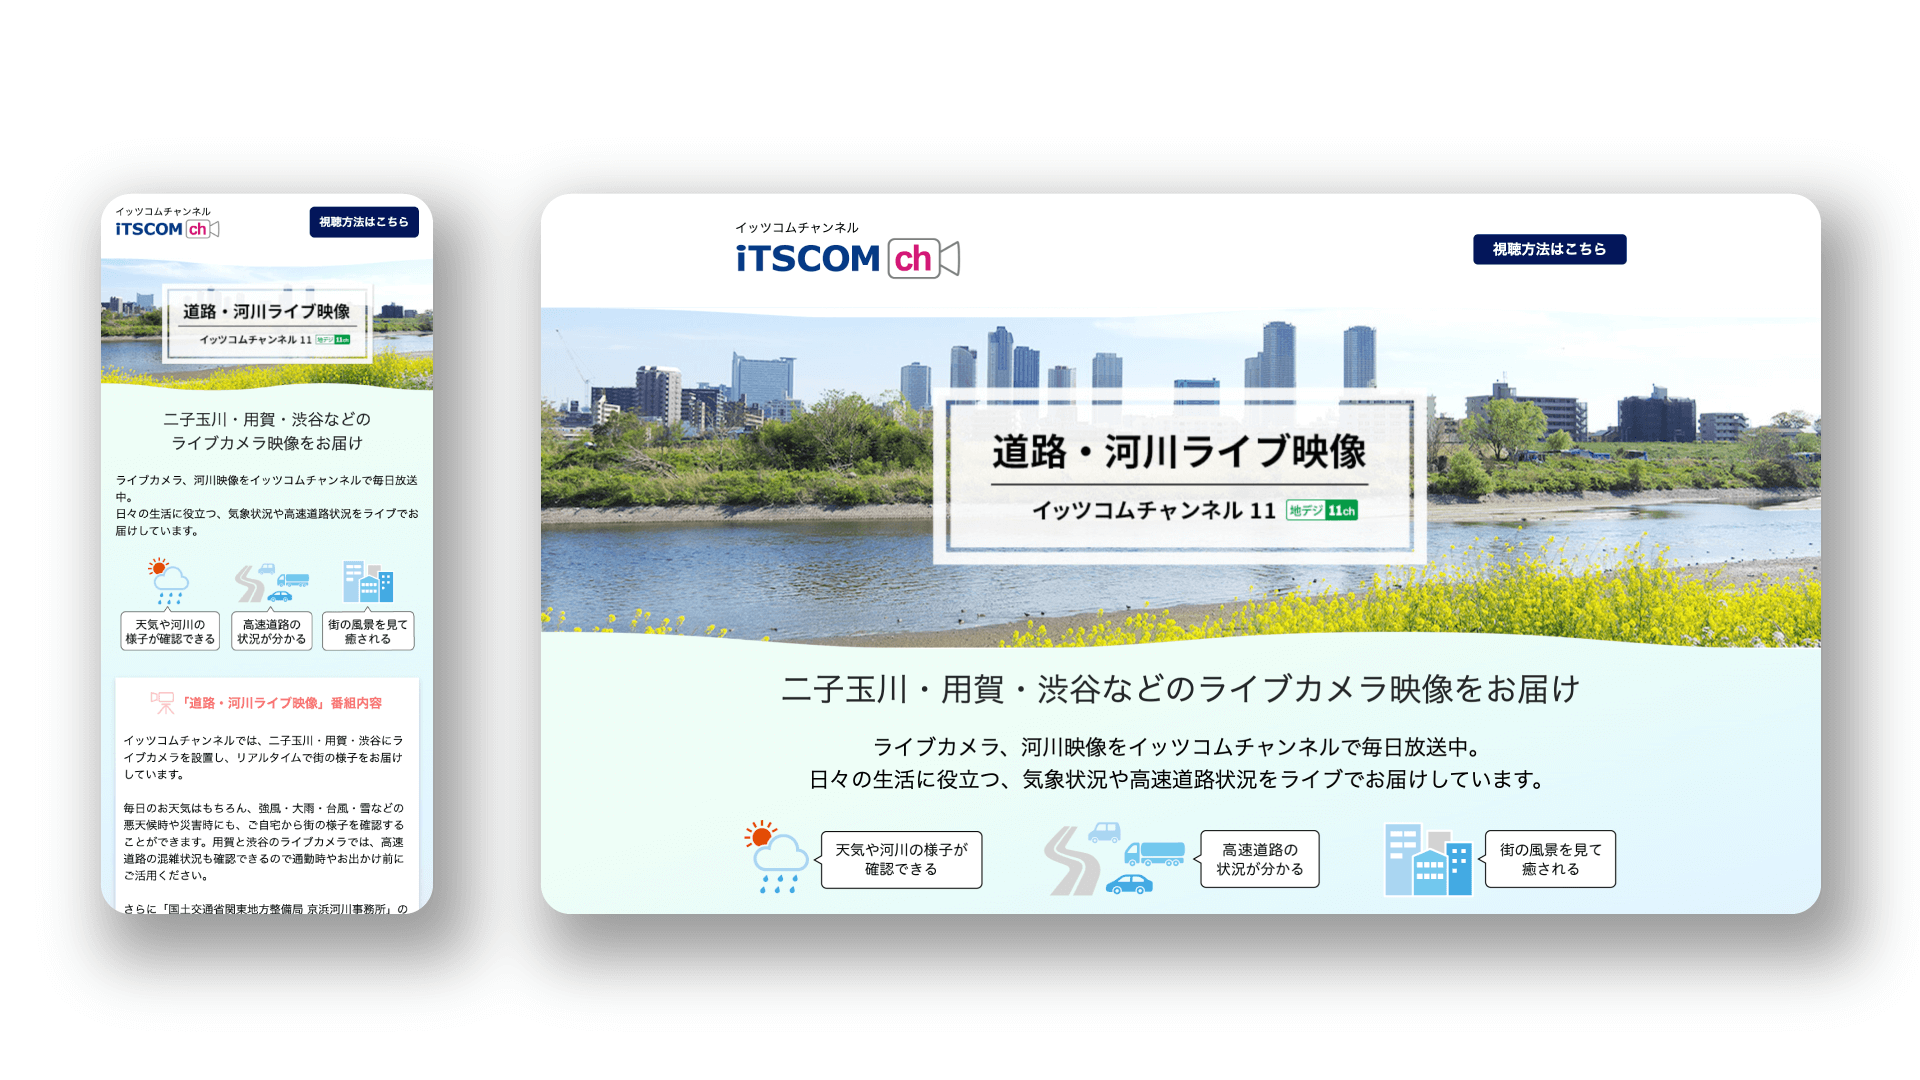 イッツコムチャンネル
iTSCOM ch
視聴方法はこちら
道路・河川ライブ映像
イッツコムチャンネル 11 地デジ 11ch
二子玉川・用賀・渋谷などの
ライブカメラ映像をお届け
ライブカメラ、河川映像をイッツコムチャンネルで毎日放送
中。
日々の生活に役立つ、気象状況や高速道路状況をライブでお
届けしています。
天気や河川の
様子が確認できる
高速道路の
状況が分かる
街の風景を見て
癒される
「道路・河川ライブ映像」番組内容
イッツコムチャンネルでは、二子玉川・用賀・渋谷にラ
イブカメラを設置し、リアルタイムで街の様子をお届け
しています。
毎日のお天気はもちろん、強風・大雨・台風・雪などの
悪天候時や災害時にも、ご自宅から街の様子を確認する
ことができます。用賀と渋谷のライブカメラでは、高速
道路の混雑状況も確認できるので通勤時やお出かけ前に
ご活用ください。
さらに「国土交通省関東地方整備局 京浜河川事務所」の
イッツコムチャンネル
iTSCOM ch
視聴方法はこちら
道路・河川ライブ映像
イッツコムチャンネル 11 地デジ 11ch
二子玉川・用賀・渋谷などのライブカメラ映像をお届け
ライブカメラ、河川映像をイッツコムチャンネルで毎日放送中。
日々の生活に役立つ、気象状況や高速道路状況をライブでお届けしています。
天気や河川の様子が
確認できる
高速道路の
状況が分かる
街の風景を見て
癒される